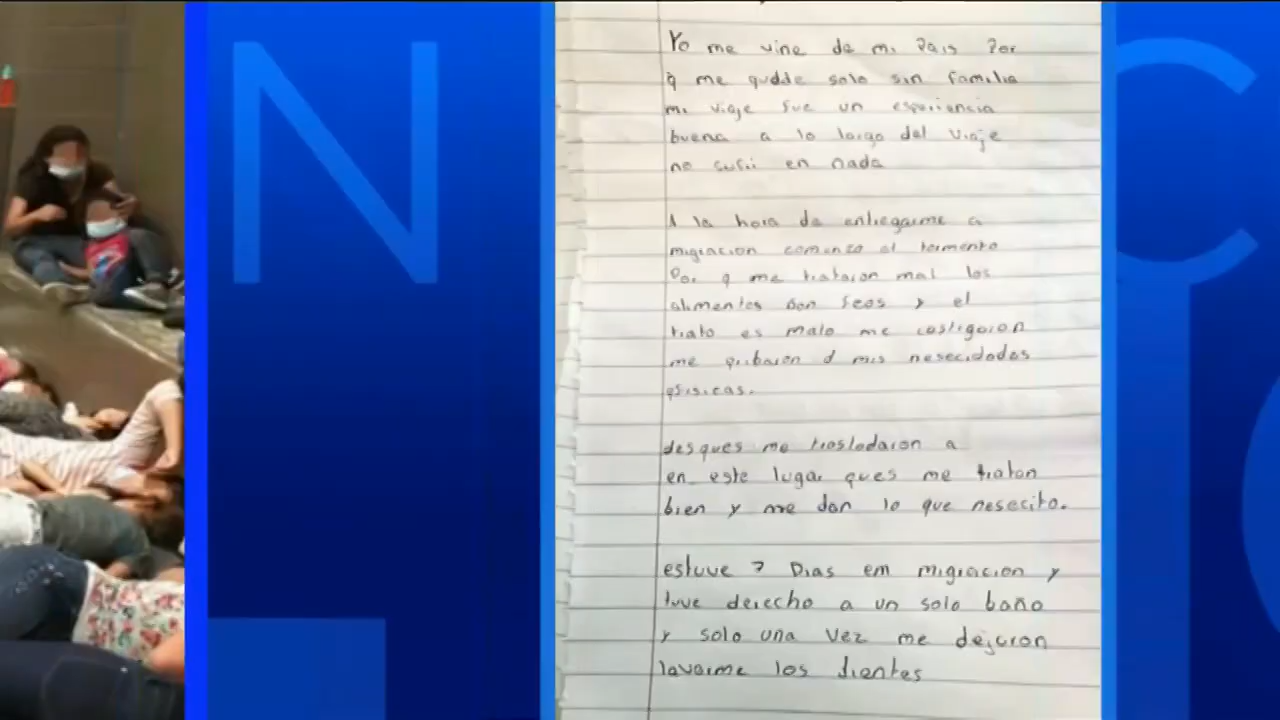 N
C
Yo me vine de mi Pais Por
q me qudde solo sin familia
mi viaje fue un esperiencia
buena a lo largo del viaje
no sufri en nada
A la hora de entregarme a
migracion comenzo el tormento
Por q me trataron mal los
alimentos son feos y el
trato es malo me castigaron
me pribaron d mis nesecidades
efisicas.
desques me trasladaron a
en este lugar ques me tratan
bien y me dan lo que nesecito.
estuve 7 Dias em migracion y
tuve derecho a un solo baño
y solo una vez me dejaron
lavarme los dientes